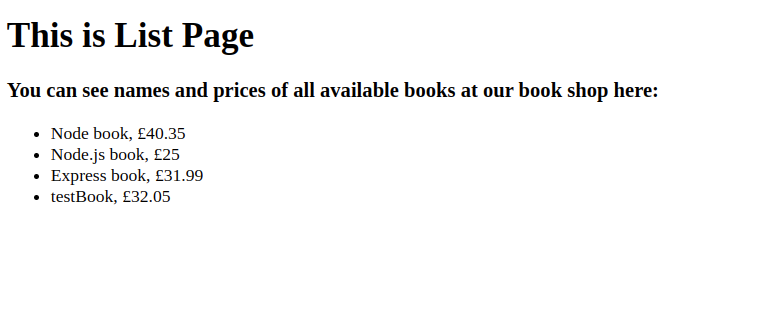 This is List Page
You can see names and prices of all available books at our book shop here:
Node book, £40.35
Node.js book, £25
Express book, £31.99
testBook, £32.05